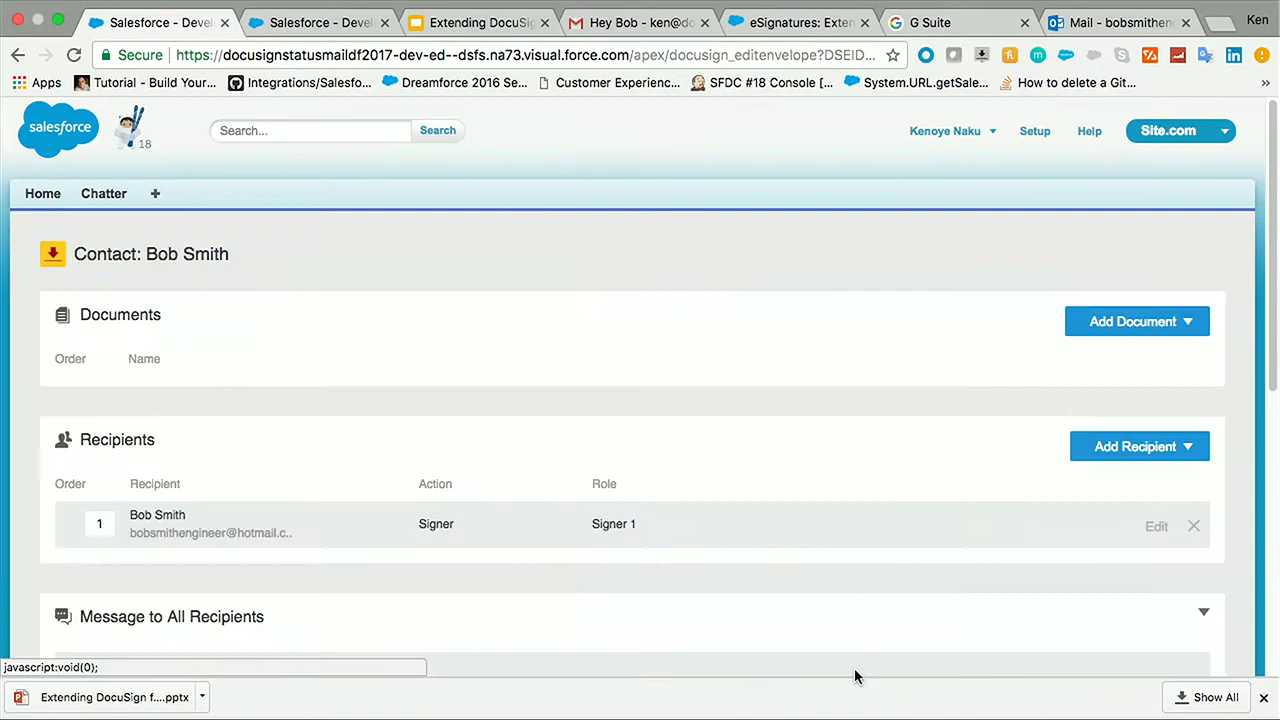 Salesforce - Devel
Salesforce - Devel
Extending DocuSig
Hey Bob - ken@do
eSignatures: Exte
G Suite
Mail - bobsmithen
Ken
Secure
https://docusignstatusmaildf2017-dev-ed--dsfs.na73.visual.force.com/apex/docusign_editenvelope?DSEID...
Apps
Tutorial - Build Your...
Integrations/Salesfo...
Dreamforce 2016 Se...
Customer Experienc...
SFDC #18 Console [...
System.URL.getSale...
How to delete a Git...
»
salesforce
18
Search...
Search
Kenoye Naku
Setup
Help
Site.com
Home
Chatter
+
Contact: Bob Smith
Documents
Add Document
Order
Name
Recipients
Add Recipient
Order
Recipient
Action
Role
1
Bob Smith
bobsmithengineer@hotmail.c..
Signer
Signer 1
Edit
Message to All Recipients
javascript:void(0);
Extending DocuSign f....pptx
Show All